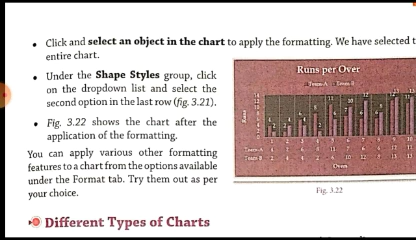 • Click and select an object in the chart to apply the formatting. We have selected t
entire chart.
• Under the Shape Styles group, click
on the dropdown list and select the
second option in the last row (fig. 3.21).
• Fig. 3.22 shows the chart after the
application of the formatting.
You can apply various other formatting
features to a chart from the options available
under the Format tab. Try them out as per
your choice.
Runs per Over
Team-A Team-B
Runs
Team-A
Team-B
Overs
Fig. 3.22
Different Types of Charts